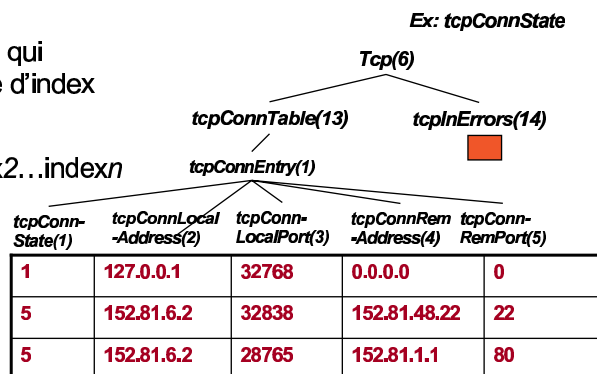 Ex: tcpConnState
qui
e d'index
Tcp(6)
tcpConnTable(13)
tcpInErrors(14)
x2...indexn
tcpConnEntry(1)
tcpConn-
State(1)
tcpConnLocal
-Address(2)
tcpConn-
LocalPort(3)
tcpConnRem
-Address(4)
tcpConn-
RemPort(5)
1 127.0.0.1 32768 0.0.0.0 0
5 152.81.6.2 32838 152.81.48.22 22
5 152.81.6.2 28765 152.81.1.1 80